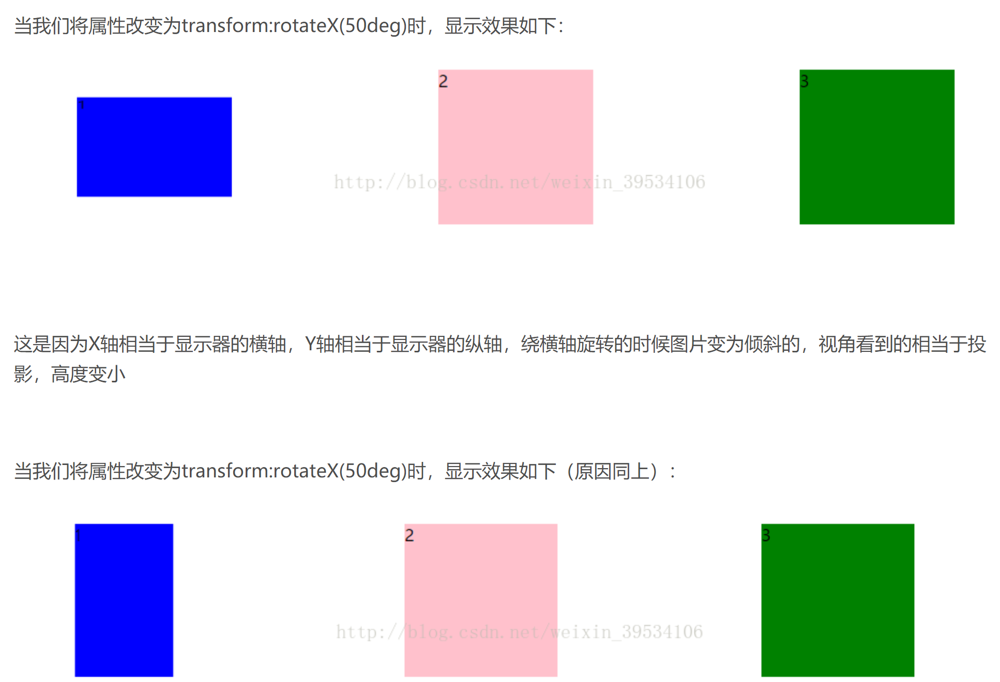 当我们将属性改变为transform:rotateX(50deg)时，显示效果如下：
1
2
3
http://blog.csdn.net/weixin_39534106
这是因为X轴相当于显示器的横轴，Y轴相当于显示器的纵轴，绕横轴旋转的时候图片变为倾斜的，视角看到的相当于投
影，高度变小
当我们将属性改变为transform:rotateX(50deg)时，显示效果如下（原因同上）：
1
2
3
http://blog.csdn.net/weixin_39534106